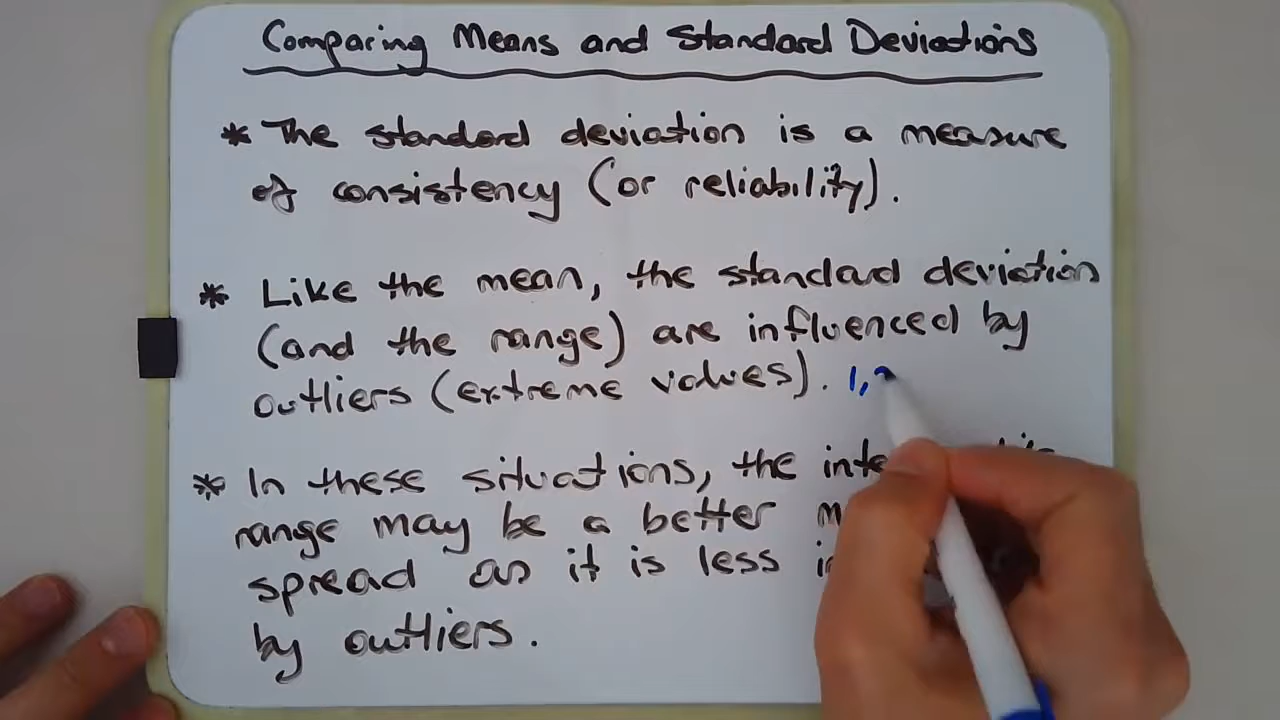 Comparing Means and Standard Deviations
* The standard deviation is a measure
of consistency (or reliability).
* Like the mean, the standard deviation
(and the range) are influenced by
outliers (extreme values). 1,
* In these situations, the
range may be a better
spread as it is less
by outliers.